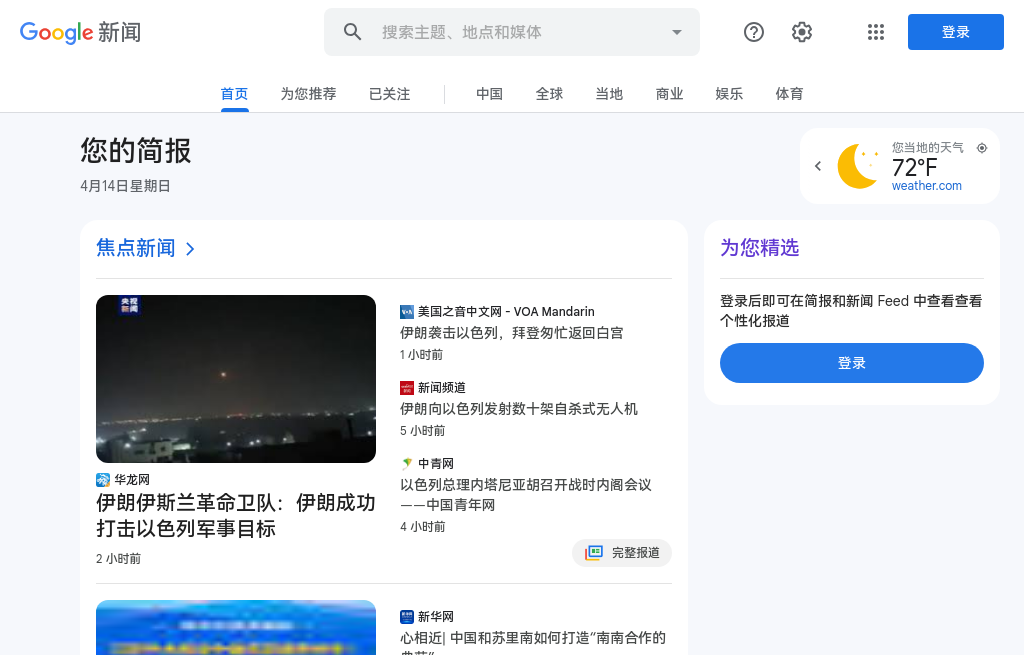 Google 新闻
搜索主题、地点和媒体
登录
首页
为您推荐
已关注
中国
全球
当地
商业
娱乐
体育
您的简报
4月14日星期日
您当地的天气
72°F
weather.com
焦点新闻
央视
新闻
华龙网
伊朗伊斯兰革命卫队：伊朗成功
打击以色列军事目标
2 小时前
美国之音中文网 - VOA Mandarin
伊朗袭击以色列，拜登匆忙返回白宫
1 小时前
新闻频道
伊朗向以色列发射数十架自杀式无人机
5 小时前
中青网
以色列总理内塔尼亚胡召开战时内阁会议
——中国青年网
4 小时前
完整报道
新华网
心相近| 中国和苏里南如何打造“南南合作的
为您精选
登录后即可在简报和新闻 Feed 中查看查看
个性化报道
登录